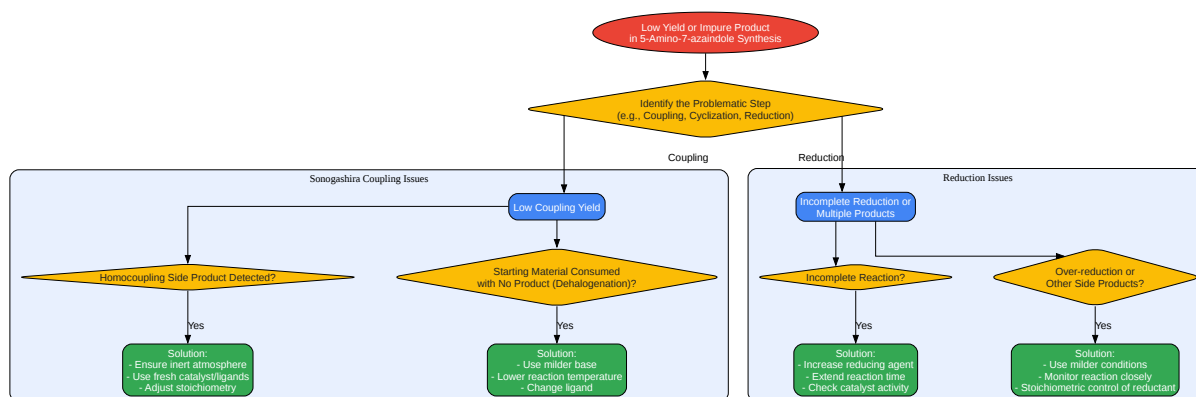 Low Yield or Impure Product
in 5-Amino-7-azaindole Synthesis
Identify the Problematic Step
(e.g., Coupling, Cyclization, Reduction)
Coupling
Reduction
Sonogashira Coupling Issues
Low Coupling Yield
Homocoupling Side Product Detected?
Starting Material Consumed
with No Product (Dehalogenation)?
Yes
Yes
Solution:
- Ensure inert atmosphere
- Use fresh catalyst/ligands
- Adjust stoichiometry
Solution:
- Use milder base
- Lower reaction temperature
- Change ligand
Reduction Issues
Incomplete Reduction or
Multiple Products
Incomplete Reaction?
Over-reduction or
Other Side Products?
Yes
Yes
Solution:
- Increase reducing agent
- Extend reaction time
- Check catalyst activity
Solution:
- Use milder conditions
- Monitor reaction closely
- Stoichiometric control of reductant